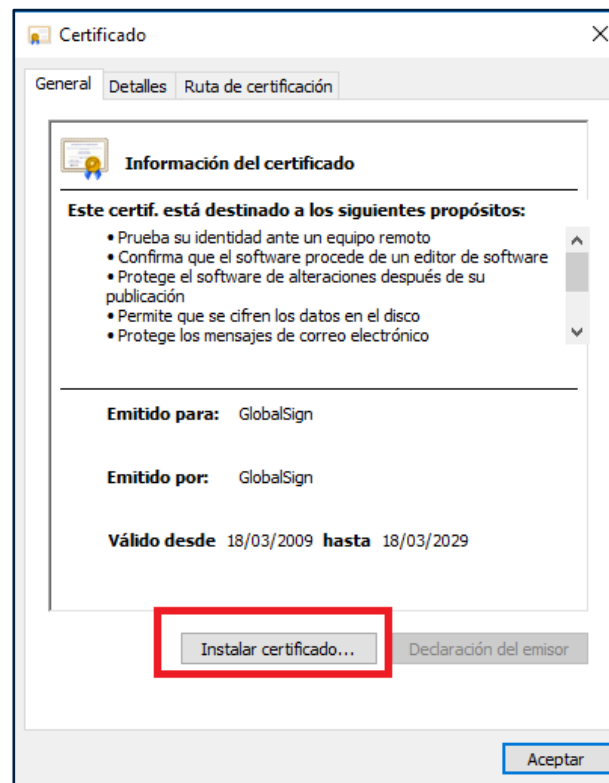 Certificado
General Detalles Ruta de certificación
Información del certificado
Este certif. está destinado a los siguientes propósitos:
• Prueba su identidad ante un equipo remoto
• Confirma que el software procede de un editor de software
• Protege el software de alteraciones después de su
publicación
• Permite que se cifren los datos en el disco
• Protege los mensajes de correo electrónico
Emitido para: GlobalSign
Emitido por: GlobalSign
Válido desde 18/03/2009 hasta 18/03/2029
Instalar certificado... Declaración del emisor
Aceptar